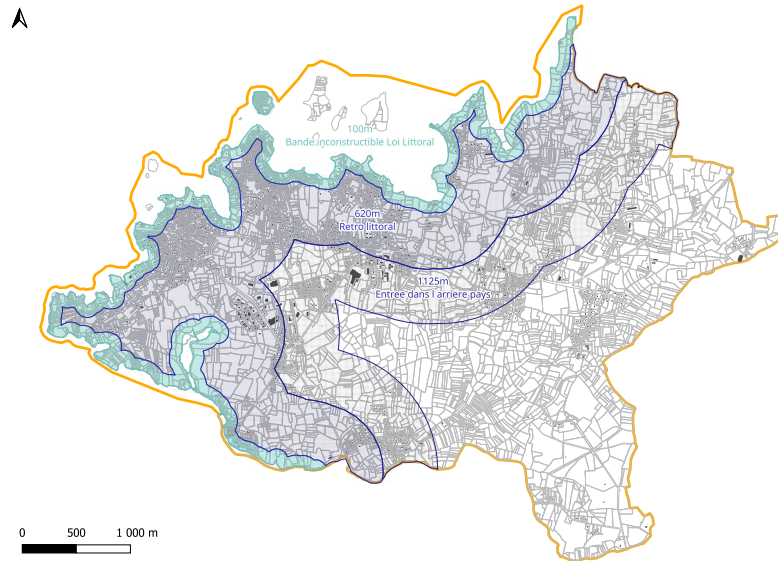 100m
Bande inconstructible Loi Littoral
620m
Retro littoral
1125m
Entree dans l arriere pays
0 500 1 000 m